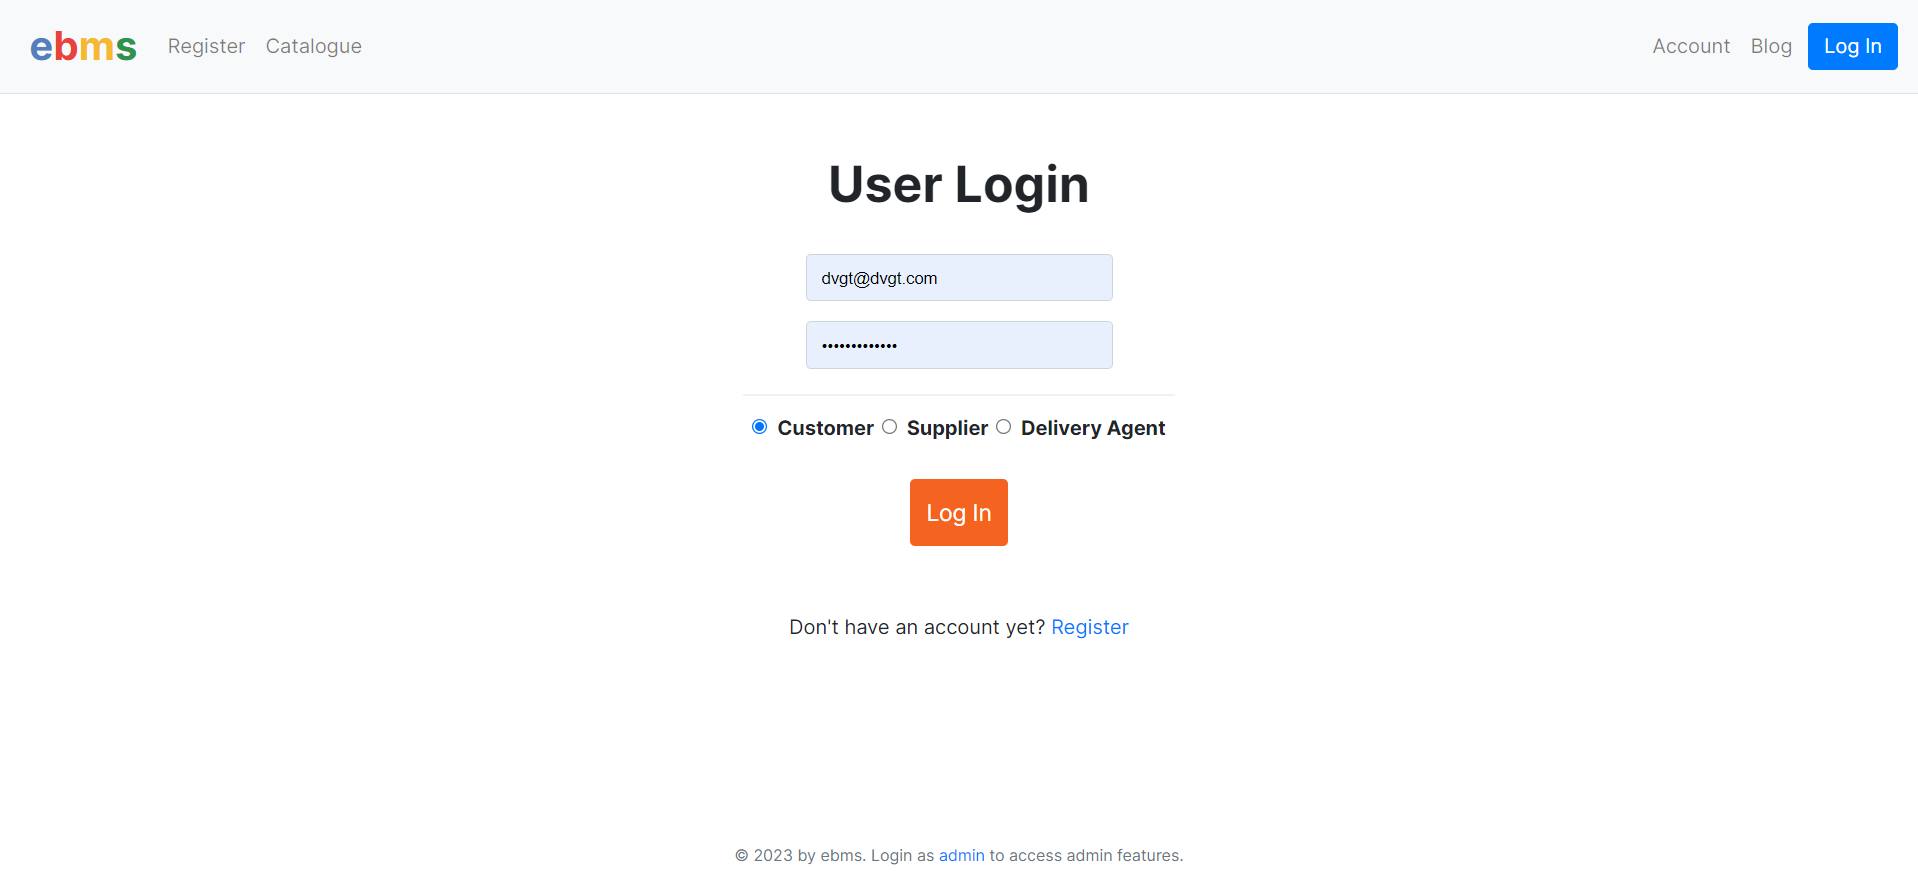 ebms Register Catalogue Account Blog Log In
User Login
dvgt@dvgt.com
•••••••••••••
Customer Supplier Delivery Agent
Log In
Don't have an account yet? Register
© 2023 by ebms. Login as admin to access admin features.